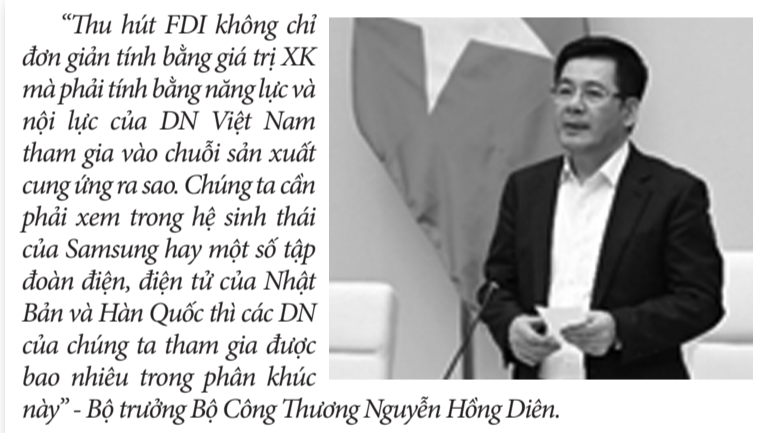 “Thu hút FDI không chỉ
đơn giản tính bằng giá trị XK
mà phải tính bằng năng lực và
nội lực của DN Việt Nam
tham gia vào chuỗi sản xuất
cung ứng ra sao. Chúng ta cần
phải xem trong hệ sinh thái
của Samsung hay một số tập
đoàn điện, điện tử của Nhật
Bản và Hàn Quốc thì các DN
của chúng ta tham gia được
bao nhiêu trong phân khúc
này” - Bộ trưởng Bộ Công Thương Nguyễn Hồng Diên.